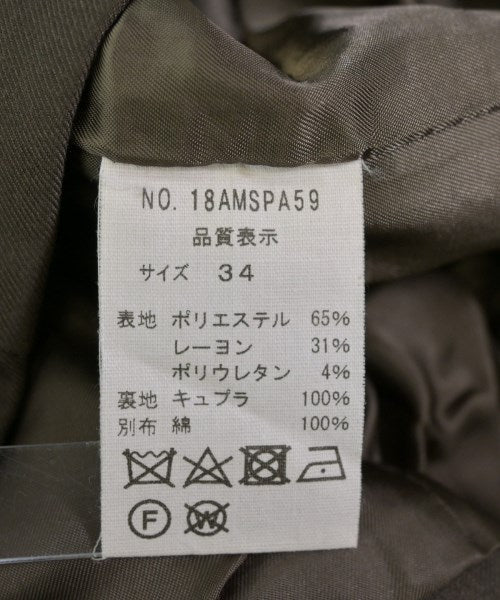 NO. 18AMSPA59
品質表示
サイズ 34
表地 ポリエステル 65%
レーヨン 31%
ポリウレタン 4%
裏地 キュプラ 100%
別布 綿 100%
F W